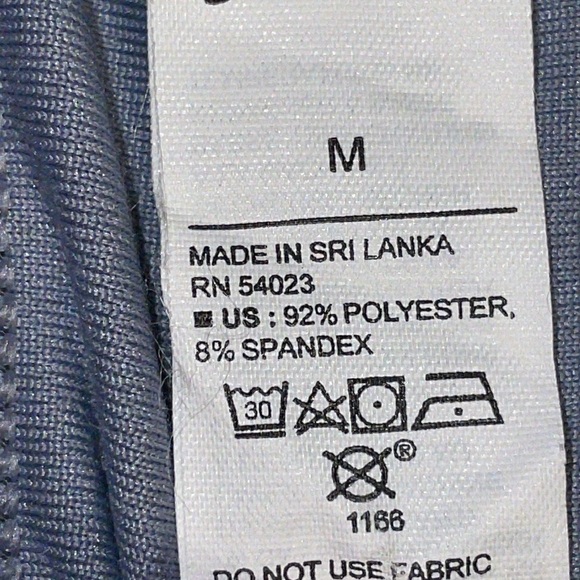 M
MADE IN SRI LANKA
RN 54023
US : 92% POLYESTER,
8% SPANDEX
30
®
1166
DO NOT USE FABRIC